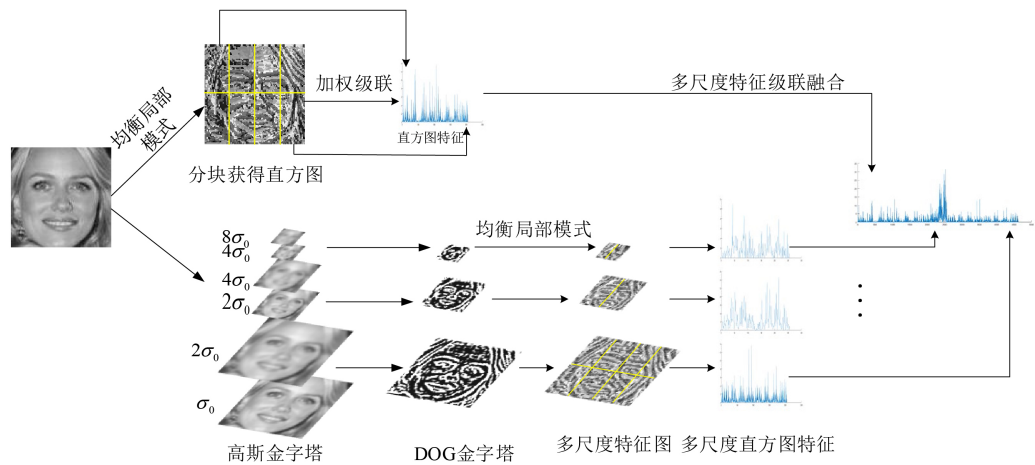 均衡局部
模式
加权级联
多尺度特征级联融合
直方图特征
分块获得直方图
均衡局部模式
8σ₀
4σ₀
4σ₀
2σ₀
2σ₀
σ₀
高斯金字塔
DOG金字塔
多尺度特征图
多尺度直方图特征